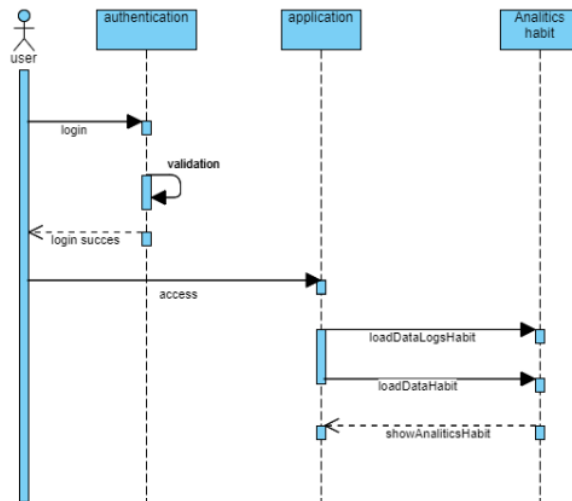 authentication
application
Analitics
habit
user
login
validation
login succes
access
loadDataLogsHabit
loadDataHabit
showAnaliticsHabit